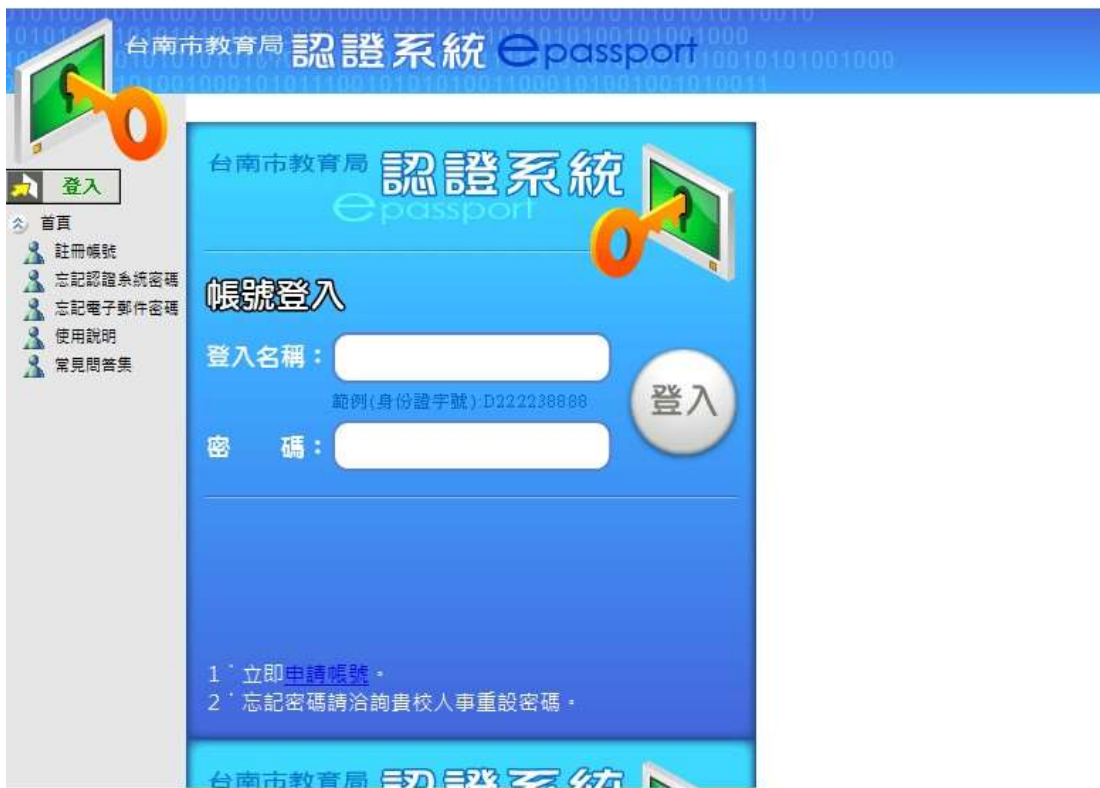 台南市教育局 認證系統 epassport
登入
首頁
註冊帳號
忘記認證系統密碼
忘記電子郵件密碼
使用說明
常見問答集
台南市教育局 認證系統
epassport
帳號登入
登入名稱：
範例(身份證字號):D222238888
密 碼：
登入
1、立即申請帳號。
2、忘記密碼請洽詢貴校人事重設密碼。
台南市教育局 認證系統